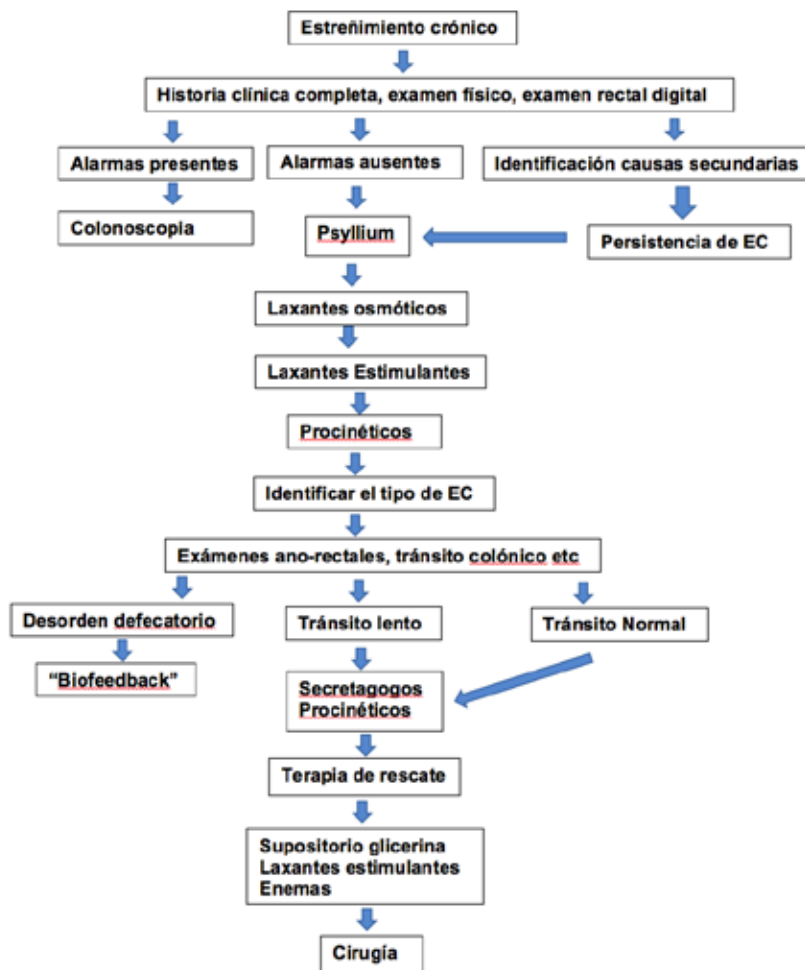 Estreñimiento crónico
Historia clínica completa, examen físico, examen rectal digital
Alarmas presentes
Alarmas ausentes
Identificación causas secundarias
Colonoscopia
Psyllium
Persistencia de EC
Laxantes osmóticos
Laxantes Estimulantes
Procinéticos
Identificar el tipo de EC
Exámenes ano-rectales, tránsito colónico etc
Desorden defecatorio
Tránsito lento
Tránsito Normal
“Biofeedback”
Secretagogos
Procinéticos
Terapia de rescate
Supositorio glicerina
Laxantes estimulantes
Enemas
Cirugía